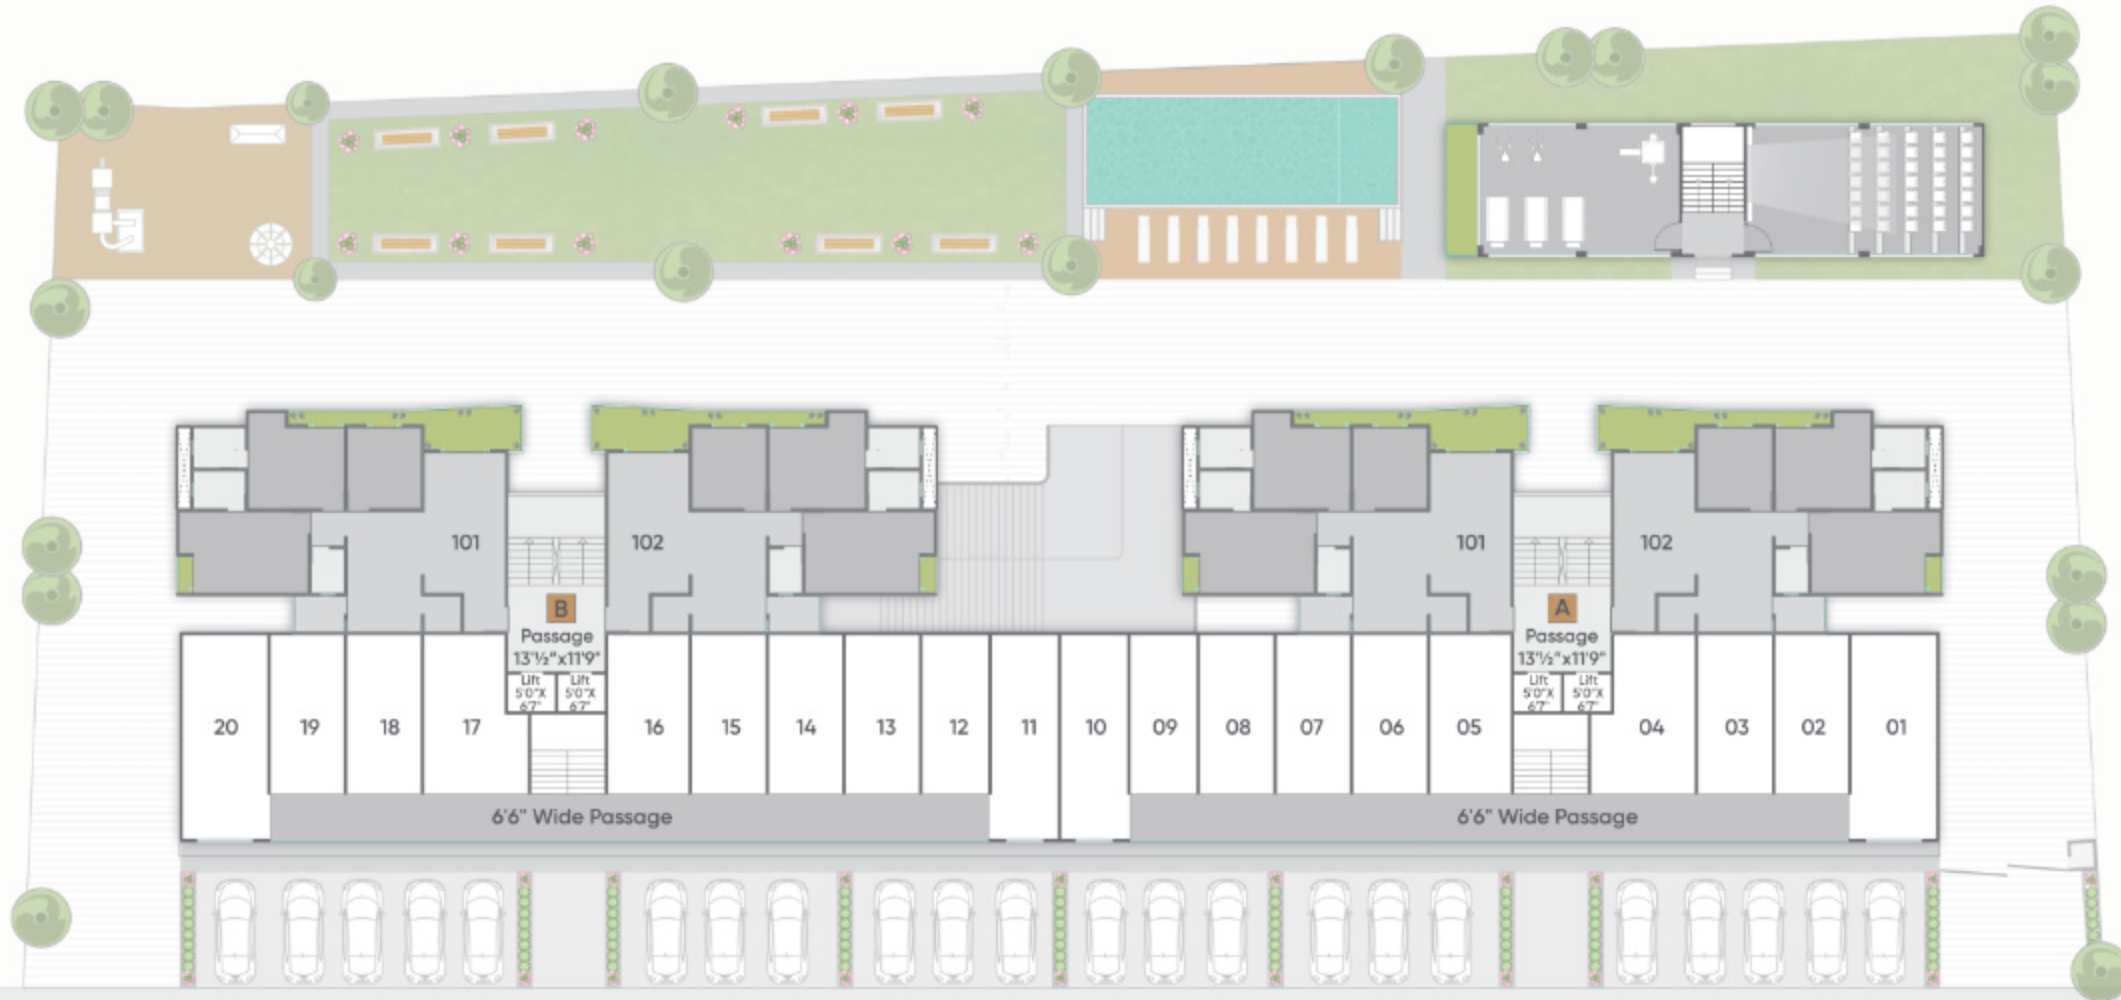 101
102
101
102
B
Passage
13'½"x11'9"
A
Passage
13'½"x11'9"
Lift
5'0"X
6'7"
Lift
5'0"X
6'7"
Lift
5'0"X
6'7"
Lift
5'0"X
6'7"
20
19
18
17
16
15
14
13
12
11
10
09
08
07
06
05
04
03
02
01
6'6" Wide Passage
6'6" Wide Passage